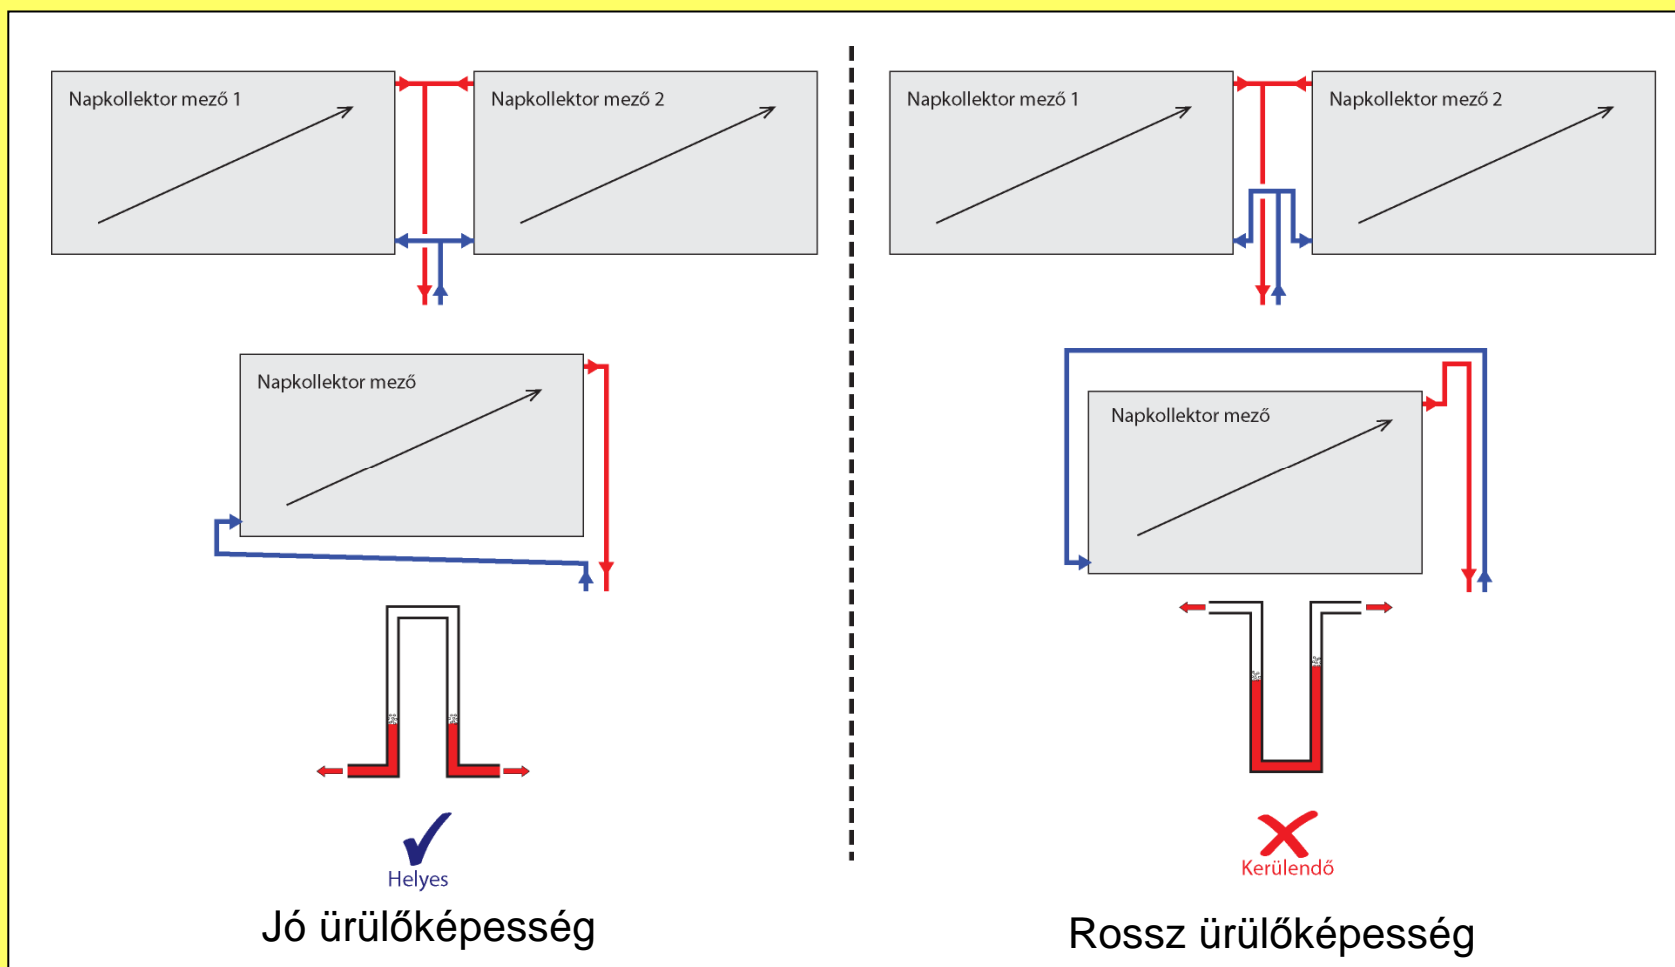 Napkollektor mező 1
Napkollektor mező 2
Napkollektor mező
Helyes
Jó ürülőképesség
Napkollektor mező 1
Napkollektor mező 2
Napkollektor mező
Kerülendő
Rossz ürülőképesség